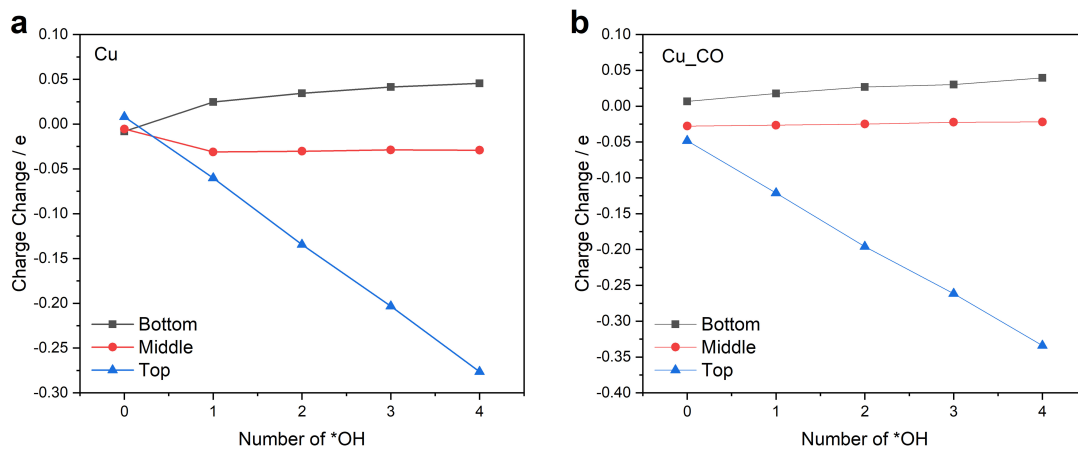 a
Cu
0.10
0.05
0.00
-0.05
-0.10
-0.15
-0.20
-0.25
-0.30
Charge Change / e
Bottom
Middle
Top
0 1 2 3 4
Number of *OH
b
Cu_CO
0.10
0.05
0.00
-0.05
-0.10
-0.15
-0.20
-0.25
-0.30
-0.35
-0.40
Charge Change / e
Bottom
Middle
Top
0 1 2 3 4
Number of *OH